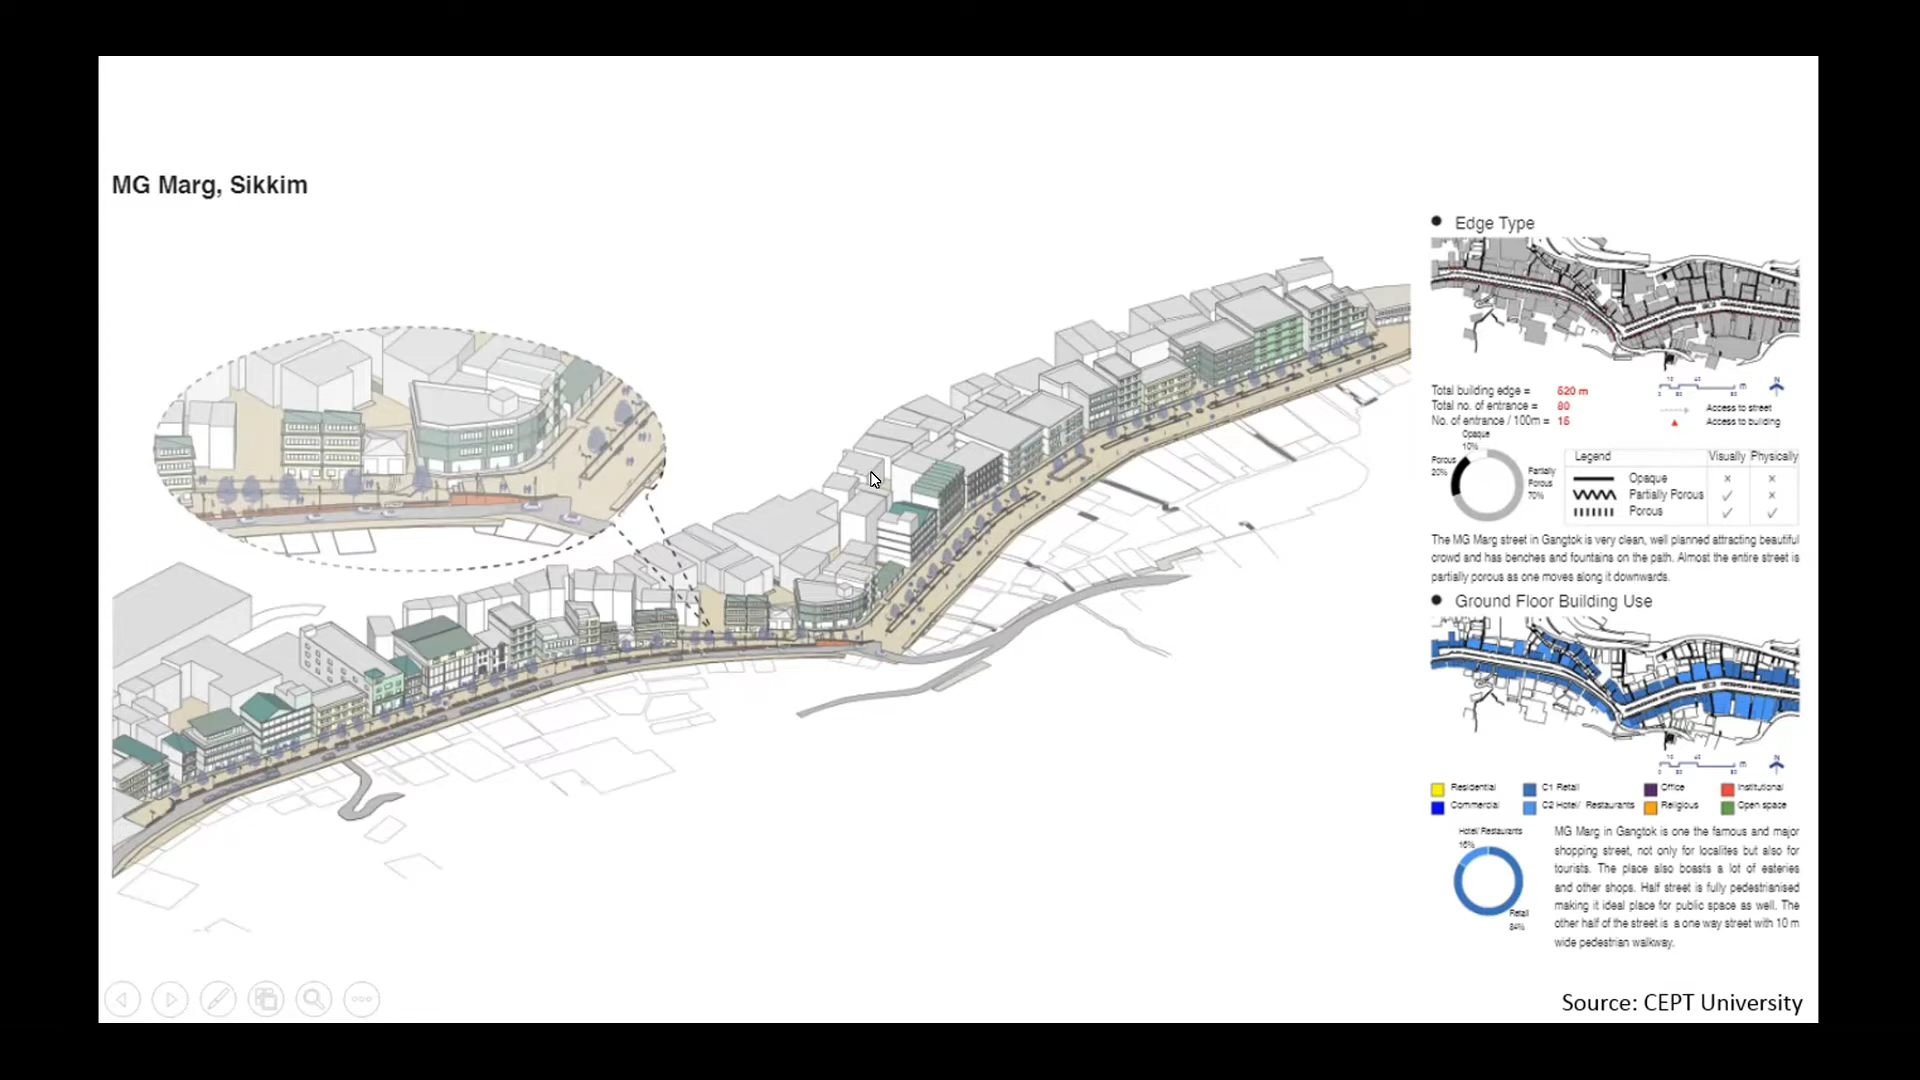 MG Marg, Sikkim
Edge Type
Total building edge = 520 m
Total no. of entrance = 80
No. of entrance / 100m = 15
m
N
Access to street
Access to building
Opaque
10%
Porous
20%
Partially
Porous
70%
Legend Visually Physically
Opaque × ×
Partially Porous ✓ ×
Porous ✓ ✓
The MG Marg street in Gangtok is very clean, well planned attracting beautiful
crowd and has benches and fountains on the path. Almost the entire street is
partially porous as one moves along it downwards.
Ground Floor Building Use
m
N
Residential C1 Retail Office Institutional
Commercial C2 Hotel/ Restaurants Religious Open space
Hotel/ Restaurants
16%
Retail
84%
MG Marg in Gangtok is one the famous and major
shopping street, not only for localites but also for
tourists. The place also boasts a lot of eateries
and other shops. Half street is fully pedestrianised
making it ideal place for public space as well. The
other half of the street is a one way street with 10 m
wide pedestrian walkway.
Source: CEPT University